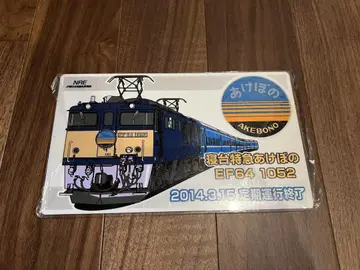 NRE
あけぼの
AKEBONO
寝台特急あけぼの
EF64 1052
2014.3.15 定期運行終了